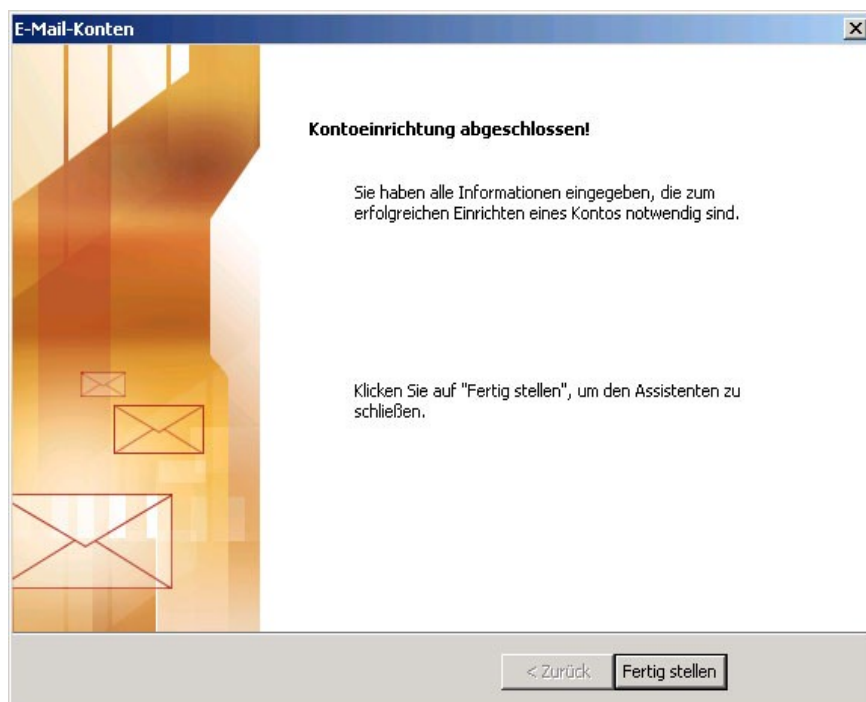 E-Mail-Konten
Kontoeinrichtung abgeschlossen!
Sie haben alle Informationen eingegeben, die zum
erfolgreichen Einrichten eines Kontos notwendig sind.
Klicken Sie auf "Fertig stellen", um den Assistenten zu
schließen.
< Zurück
Fertig stellen